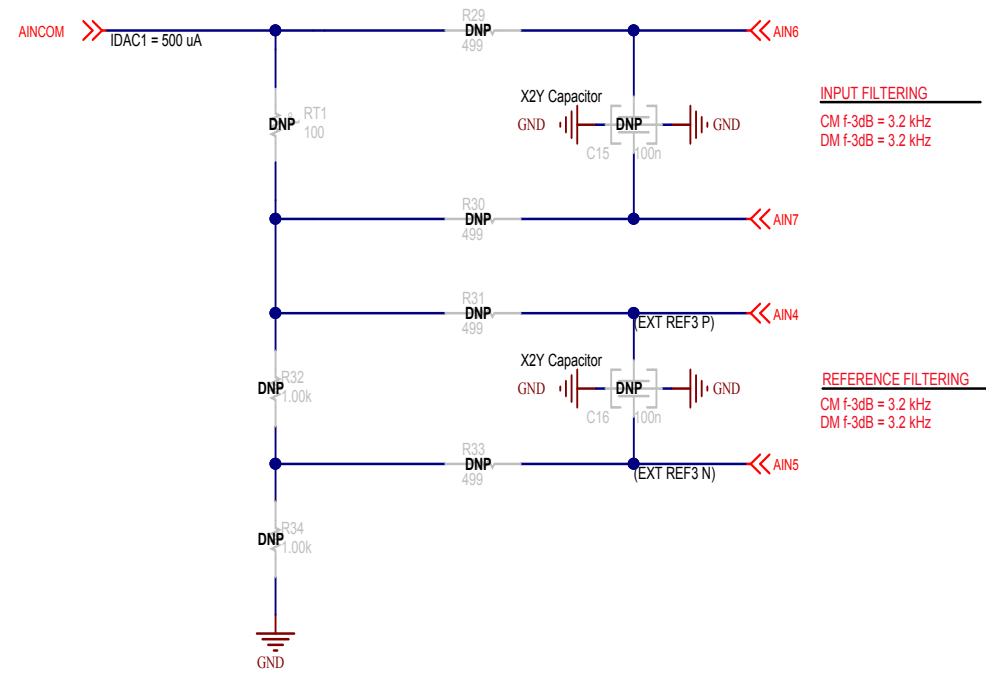 R29
DNP
499
AINCOM
IDAC1 = 500 uA
AIN6
X2Y Capacitor
INPUT FILTERING
RT1
DNP
100
GND
DNP
GND
CM f-3dB = 3.2 kHz
DM f-3dB = 3.2 kHz
C15
100n
R30
DNP
499
AIN7
R31
DNP
499
AIN4
(EXT REF3 P)
X2Y Capacitor
R32
DNP
1.00k
GND
DNP
GND
REFERENCE FILTERING
CM f-3dB = 3.2 kHz
DM f-3dB = 3.2 kHz
C16
100n
R33
DNP
499
AIN5
(EXT REF3 N)
R34
DNP
1.00k
GND